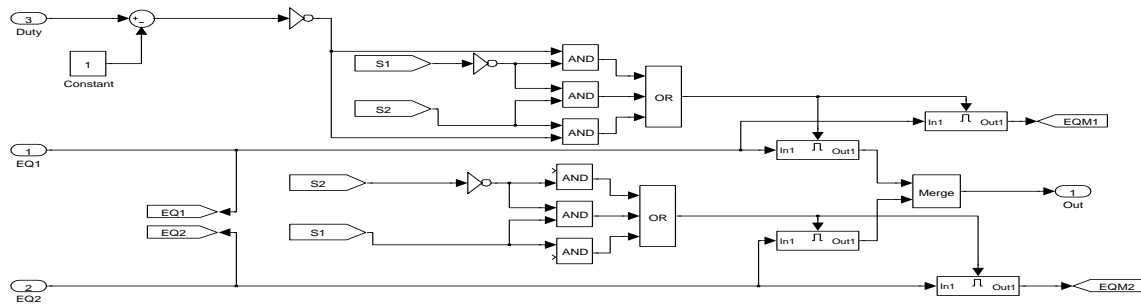 3
Duty
+
−
1
Constant
S1
AND
AND
S2
AND
OR
In1
Out1
EQM1
1
EQ1
In1
Out1
S2
AND
AND
S1
AND
OR
Merge
1
Out
EQ1
EQ2
In1
Out1
2
EQ2
In1
Out1
EQM2